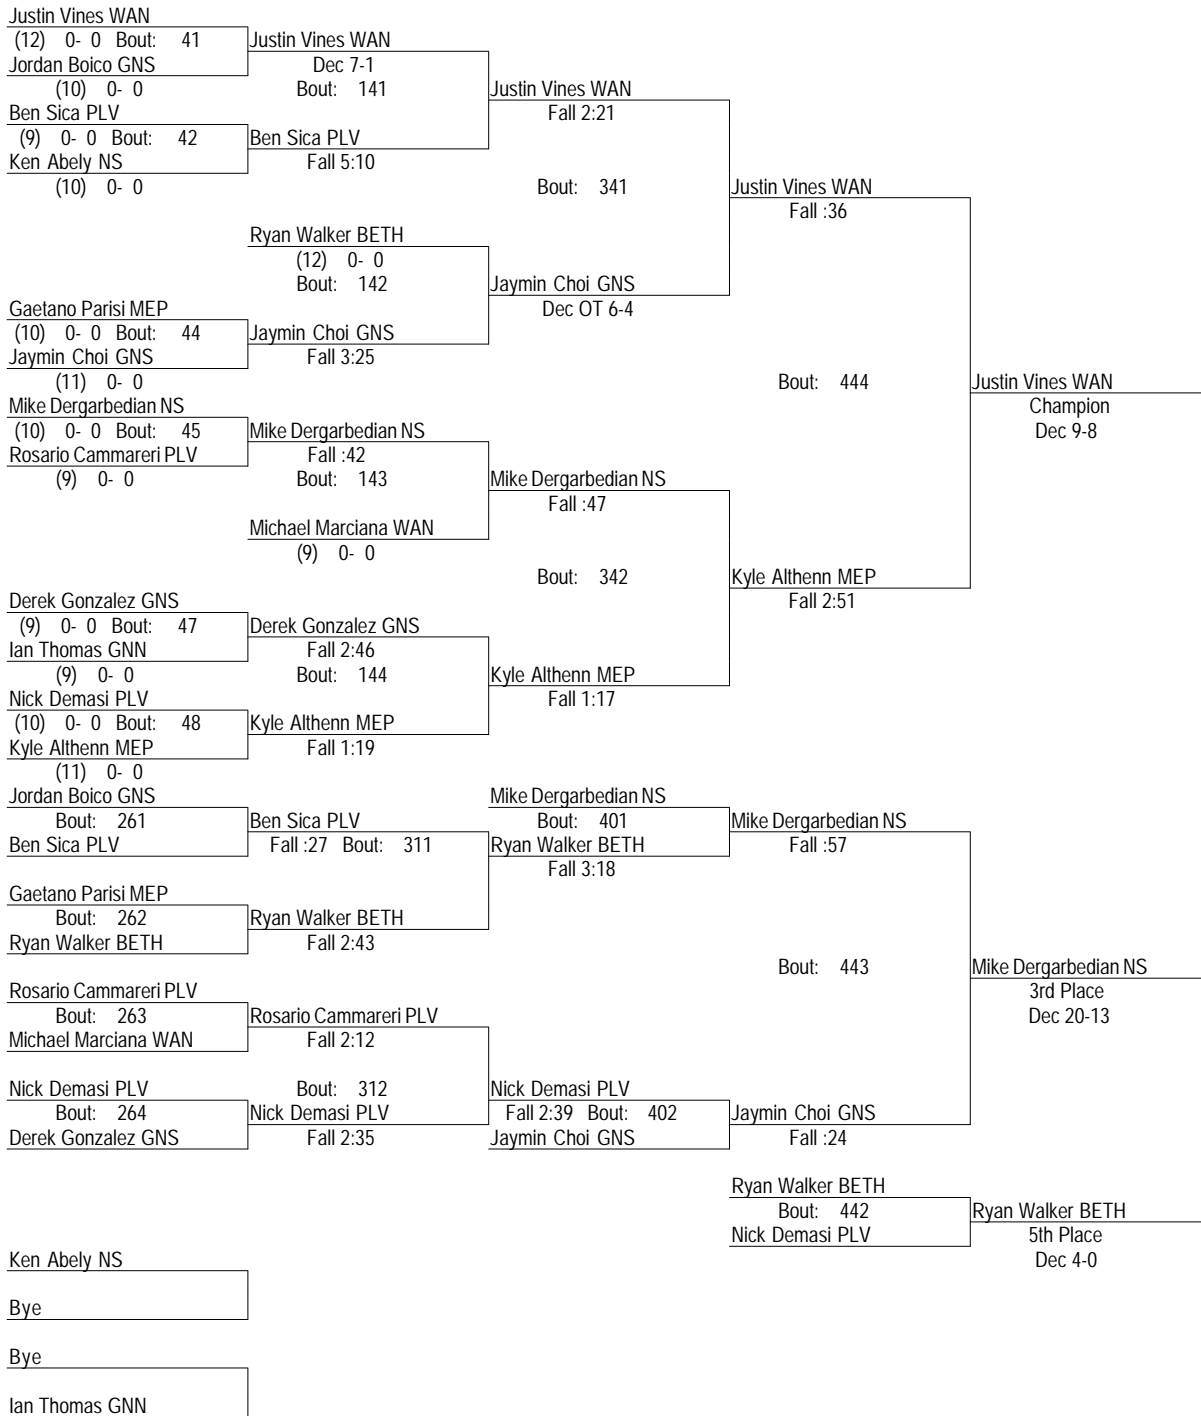 Justin Vines WAN
(12) 0- 0 Bout: 41 Justin Vines WAN
Jordan Boico GNS Dec 7-1
(10) 0- 0 Bout: 141 Justin Vines WAN
Ben Sica PLV Fall 2:21
(9) 0- 0 Bout: 42 Ben Sica PLV
Ken Abely NS Fall 5:10
(10) 0- 0 Bout: 341 Justin Vines WAN
Fall :36
Ryan Walker BETH
(12) 0- 0
Bout: 142 Jaymin Choi GNS
Gaetano Parisi MEP Dec OT 6-4
(10) 0- 0 Bout: 44 Jaymin Choi GNS
Jaymin Choi GNS Fall 3:25
(11) 0- 0 Bout: 444 Justin Vines WAN
Mike Dergarbedian NS Champion
(10) 0- 0 Bout: 45 Mike Dergarbedian NS Dec 9-8
Rosario Cammareri PLV Fall :42
(9) 0- 0 Bout: 143 Mike Dergarbedian NS
Fall :47
Michael Marciana WAN
(9) 0- 0
Bout: 342 Kyle Althenn MEP
Derek Gonzalez GNS Fall 2:51
(9) 0- 0 Bout: 47 Derek Gonzalez GNS
Ian Thomas GNN Fall 2:46
(9) 0- 0 Bout: 144 Kyle Althenn MEP
Nick Demasi PLV Fall 1:17
(10) 0- 0 Bout: 48 Kyle Althenn MEP
Kyle Althenn MEP Fall 1:19
(11) 0- 0
Jordan Boico GNS Mike Dergarbedian NS
Bout: 261 Ben Sica PLV Bout: 401 Mike Dergarbedian NS
Ben Sica PLV Fall :27 Bout: 311 Ryan Walker BETH Fall :57
Fall 3:18
Gaetano Parisi MEP
Bout: 262 Ryan Walker BETH
Ryan Walker BETH Fall 2:43
Bout: 443 Mike Dergarbedian NS
Rosario Cammareri PLV 3rd Place
Bout: 263 Rosario Cammareri PLV Dec 20-13
Michael Marciana WAN Fall 2:12
Nick Demasi PLV Bout: 312 Nick Demasi PLV
Bout: 264 Nick Demasi PLV Fall 2:39 Bout: 402 Jaymin Choi GNS
Derek Gonzalez GNS Fall 2:35 Jaymin Choi GNS Fall :24
Ryan Walker BETH
Bout: 442 Ryan Walker BETH
Nick Demasi PLV 5th Place
Ken Abely NS Dec 4-0
Bye
Bye
Ian Thomas GNN